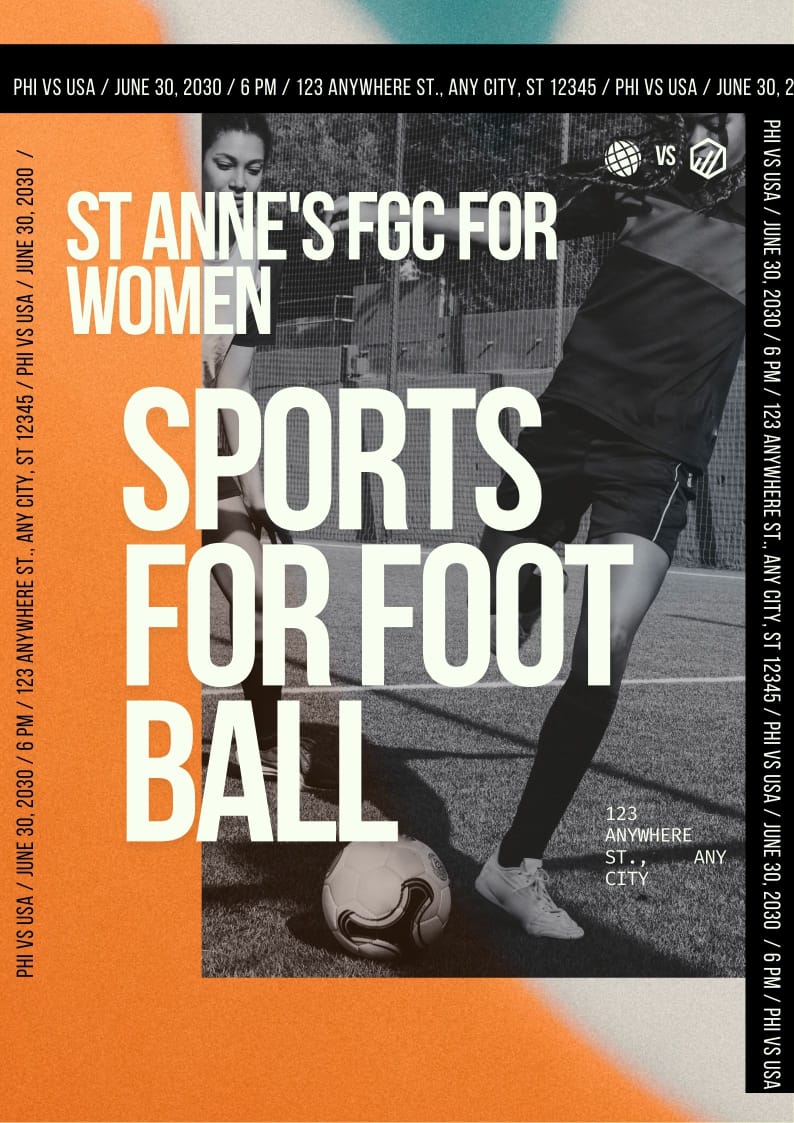 PHI VS USA / JUNE 30, 2030 / 6 PM / 123 ANYWHERE ST., ANY CITY, ST 12345 / PHI VS USA / JUNE 30, 2
PHI VS USA / JUNE 30, 2030 / 6 PM / 123 ANYWHERE ST., ANY CITY, ST 12345 / PHI VS USA / JUNE 30, 2030 /
VS
ST ANNE'S FGC FOR
WOMEN
SPORTS
FOR FOOT
BALL
123
ANYWHERE
ST., ANY
CITY
PHI VS USA / JUNE 30, 2030 / 6 PM / 123 ANYWHERE ST., ANY CITY, ST 12345 / PHI VS USA / JUNE 30, 2030 / 6 PM / PHI VS USA